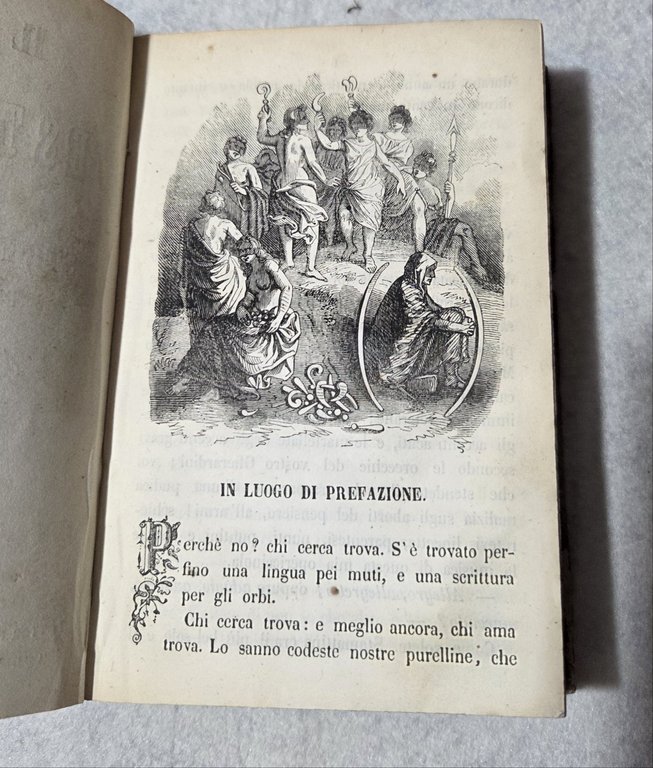 IN LUOGO DI PREFAZIONE.
Perchè no? chi cerca trova. S'è trovato per-
sino una lingua pei muti, e una scrittura
per gli orbi.
Chi cerca trova: e meglio ancora, chi ama
trova. Lo sanno codeste nostre purelline, che